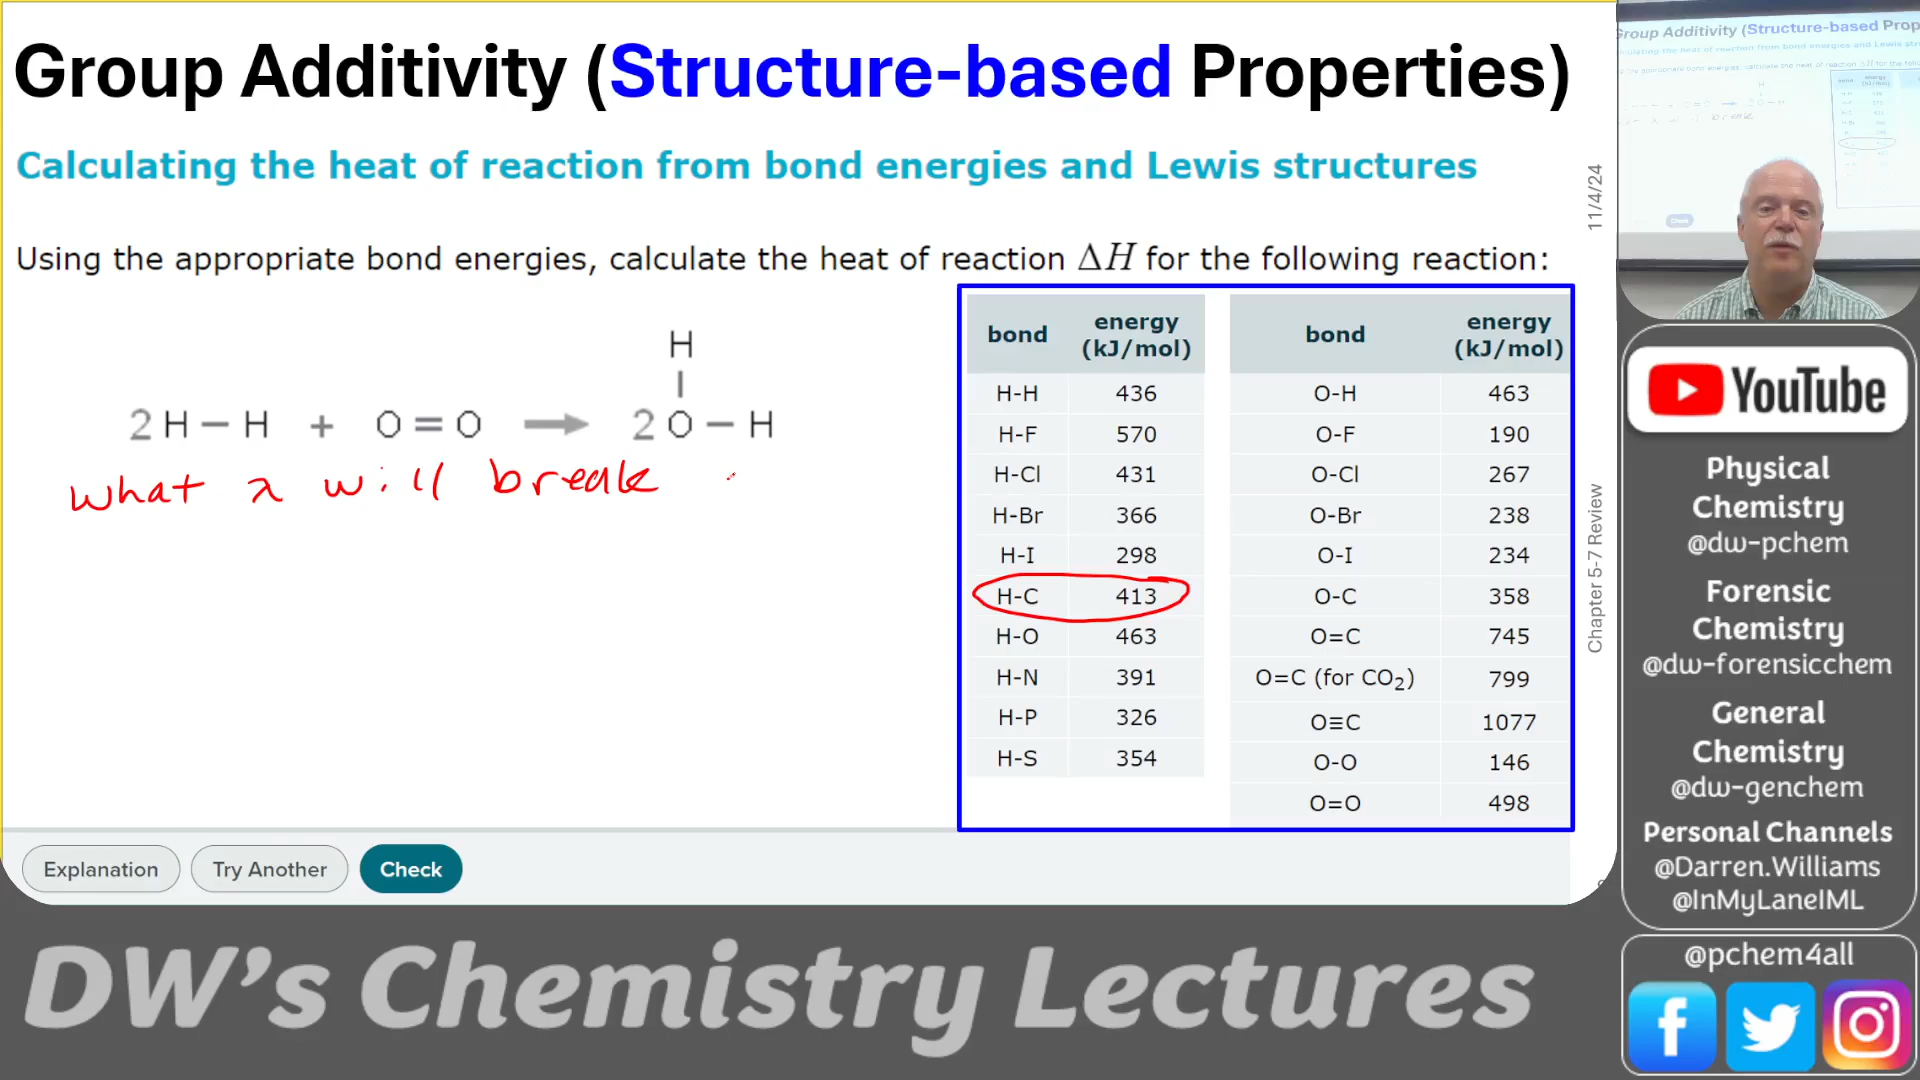 Group Additivity (Structure-based Properties)
Calculating the heat of reaction from bond energies and Lewis structures
Using the appropriate bond energies, calculate the heat of reaction ΔH for the following reaction:
H
2 H – H + O = O → 2 O – H
what λ will break
bond energy (kJ/mol) bond energy (kJ/mol)
H-H 436 O-H 463
H-F 570 O-F 190
H-Cl 431 O-Cl 267
H-Br 366 O-Br 238
H-I 298 O-I 234
H-C 413 O-C 358
H-O 463 O=C 745
H-N 391 O=C (for CO₂) 799
H-P 326 O≡C 1077
H-S 354 O-O 146
O=O 498
Explanation Try Another Check
11/4/24
Chapter 5-7 Review
DW's Chemistry Lectures
YouTube
Physical
Chemistry
@dw-pchem
Forensic
Chemistry
@dw-forensicchem
General
Chemistry
@dw-genchem
Personal Channels
@Darren.Williams
@InMyLaneIML
@pchem4all